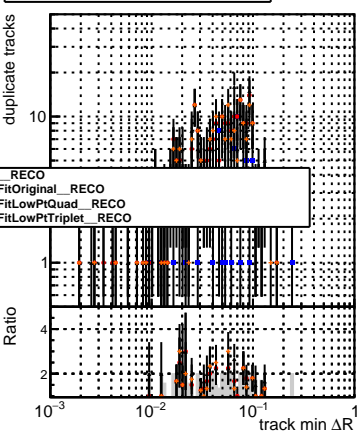 duplicate tracks
10
__RECO
FitOriginal__RECO
FitLowPtQuad__RECO
FitLowPtTriplet__RECO
1
Ratio
4
2
10⁻³ 10⁻² 10⁻¹ 1
track min ΔR